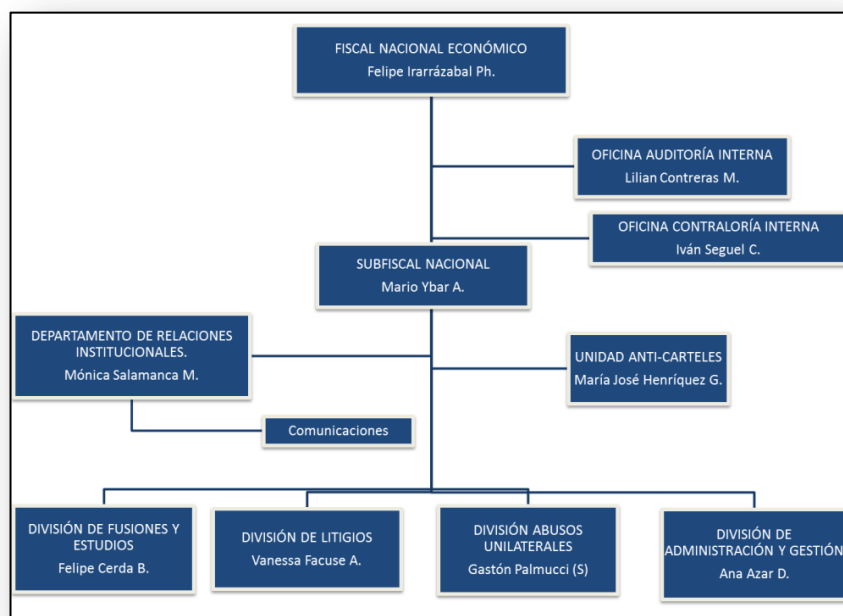 FISCAL NACIONAL ECONÓMICO
Felipe Irarrázabal Ph.
OFICINA AUDITORÍA INTERNA
Lilian Contreras M.
OFICINA CONTRALORÍA INTERNA
Iván Seguel C.
SUBFISCAL NACIONAL
Mario Ybar A.
DEPARTAMENTO DE RELACIONES
INSTITUCIONALES.
Mónica Salamanca M.
UNIDAD ANTI-CARTELES
María José Henríquez G.
Comunicaciones
DIVISIÓN DE FUSIONES Y
ESTUDIOS
Felipe Cerda B.
DIVISIÓN DE LITIGIOS
Vanessa Facuse A.
DIVISIÓN ABUSOS
UNILATERALES
Gastón Palmucci (S)
DIVISIÓN DE
ADMINISTRACIÓN Y GESTIÓN
Ana Azar D.